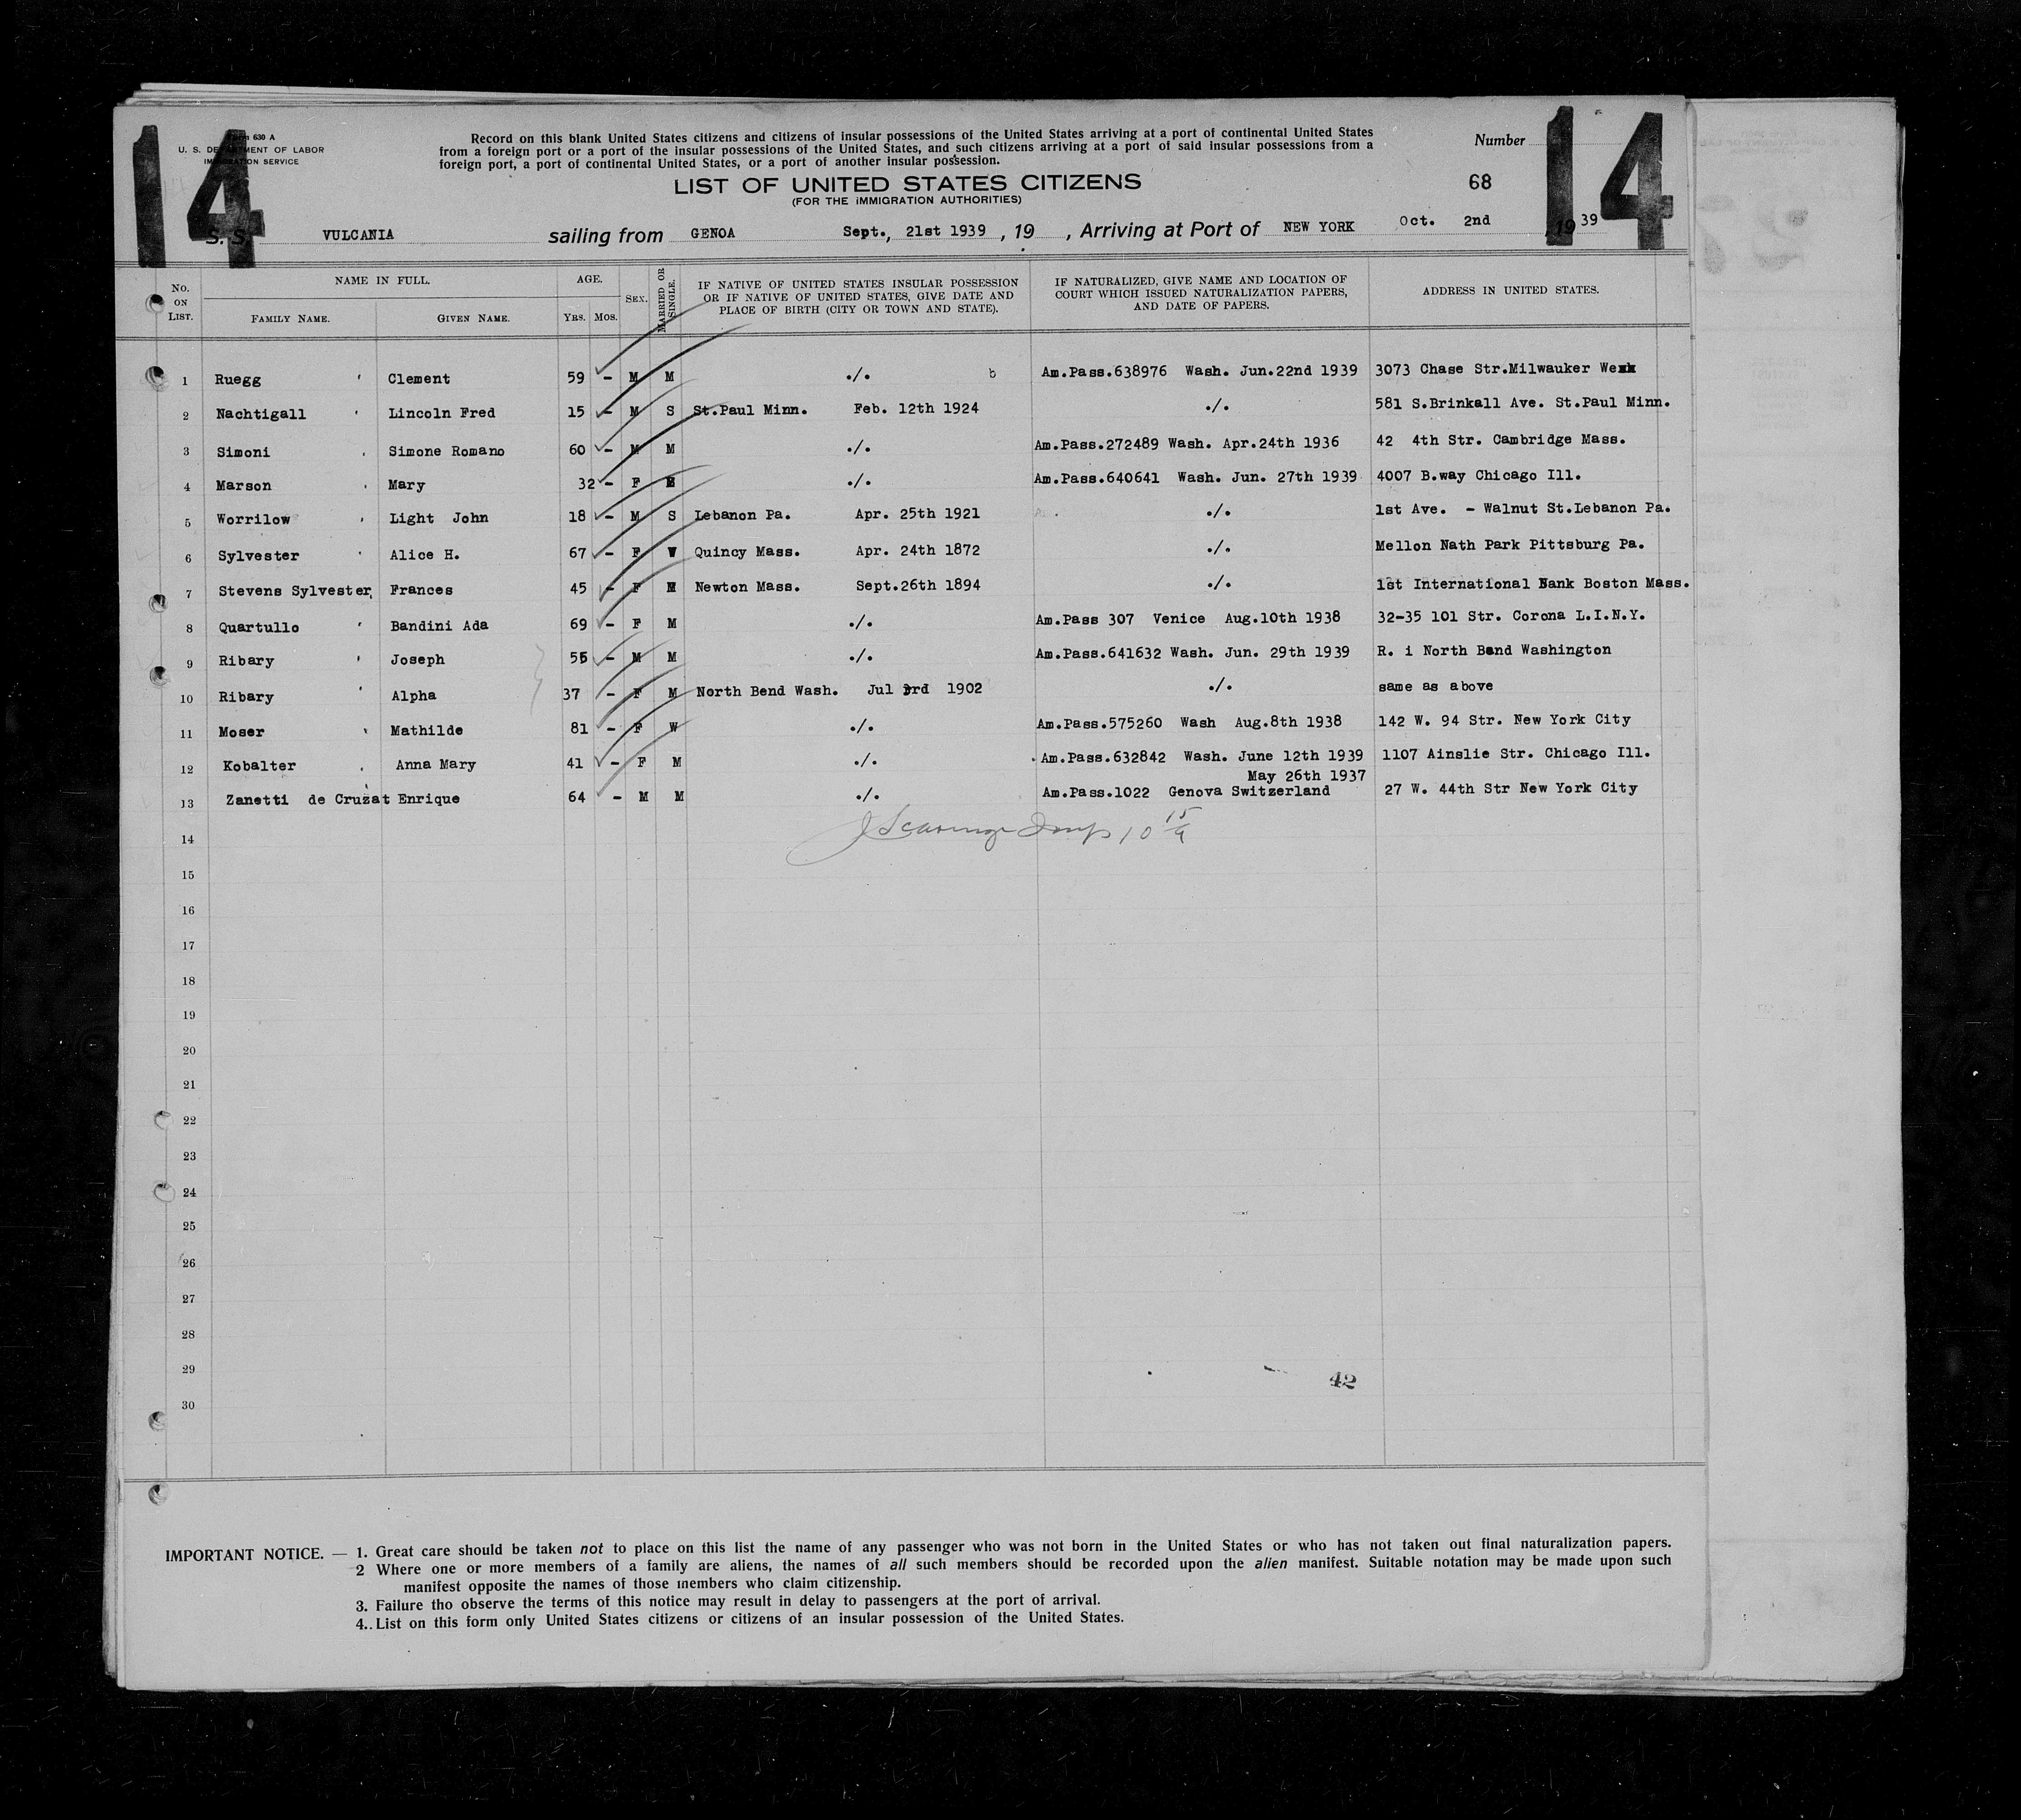 14
14
Form 630 A
U. S. DEPARTMENT OF LABOR
IMMIGRATION SERVICE
Record on this blank United States citizens and citizens of insular possessions of the United States arriving at a port of continental United States
from a foreign port or a port of the insular possessions of the United States, and such citizens arriving at a port of said insular possessions from a
foreign port, a port of continental United States, or a port of another insular possession.
Number
LIST OF UNITED STATES CITIZENS
68
(FOR THE IMMIGRATION AUTHORITIES)
S. S. VULCANIA sailing from GENOA Sept., 21st 1939 , 19 , Arriving at Port of NEW YORK Oct. 2nd , 19 39
No. ON LIST.
NAME IN FULL.
FAMILY NAME. GIVEN NAME.
AGE.
YRS. MOS.
SEX.
MARRIED OR SINGLE.
IF NATIVE OF UNITED STATES INSULAR POSSESSION
OR IF NATIVE OF UNITED STATES, GIVE DATE AND
PLACE OF BIRTH (CITY OR TOWN AND STATE).
IF NATURALIZED, GIVE NAME AND LOCATION OF
COURT WHICH ISSUED NATURALIZATION PAPERS,
AND DATE OF PAPERS.
ADDRESS IN UNITED STATES.
1 Ruegg Clement 59 - M M ./. b Am.Pass.638976 Wash. Jun.22nd 1939 3073 Chase Str.Milwauker
2 Nachtigall Lincoln Fred 15 - M S St.Paul Minn. Feb. 12th 1924 ./. 581 S.Brinkall Ave. St.Paul Minn.
3 Simoni Simone Romano 60 - M M ./. Am.Pass.272489 Wash. Apr.24th 1936 42 4th Str. Cambridge Mass.
4 Marson Mary 32 - F ./. Am.Pass.640641 Wash. Jun. 27th 1939 4007 B.way Chicago Ill.
5 Worrilow Light John 18 - M S Lebanon Pa. Apr. 25th 1921 ./. 1st Ave. - Walnut St.Lebanon Pa.
6 Sylvester Alice H. 67 - F W Quincy Mass. Apr. 24th 1872 ./. Mellon Nath Park Pittsburg Pa.
7 Stevens Sylvester Frances 45 - F M Newton Mass. Sept.26th 1894 ./. 1st International Bank Boston Mass.
8 Quartullo Bandini Ada 69 - F M ./. Am.Pass 307 Venice Aug.10th 1938 32-35 101 Str. Corona L.I.N.Y.
9 Ribary Joseph 55 - M M ./. Am.Pass.641632 Wash. Jun. 29th 1939 R. i North Bend Washington
10 Ribary Alpha 37 - F M North Bend Wash. Jul 3rd 1902 ./. same as above
11 Moser Mathilde 81 - F W ./. Am.Pass.575260 Wash Aug.8th 1938 142 W. 94 Str. New York City
12 Kobalter Anna Mary 41 - F M ./. Am.Pass.632842 Wash. June 12th 1939 1107 Ainslie Str. Chicago Ill.
May 26th 1937
13 Zanetti de Cruzat Enrique 64 - M M ./. Am.Pass.1022 Genova Switzerland 27 W. 44th Str New York City
14
15
16
17
18
19
20
21
22
23
24
25
26
27
28
29
42
30
IMPORTANT NOTICE. — 1. Great care should be taken not to place on this list the name of any passenger who was not born in the United States or who has not taken out final naturalization papers.
2 Where one or more members of a family are aliens, the names of all such members should be recorded upon the alien manifest. Suitable notation may be made upon such
manifest opposite the names of those members who claim citizenship.
3. Failure tho observe the terms of this notice may result in delay to passengers at the port of arrival.
4.. List on this form only United States citizens or citizens of an insular possession of the United States.